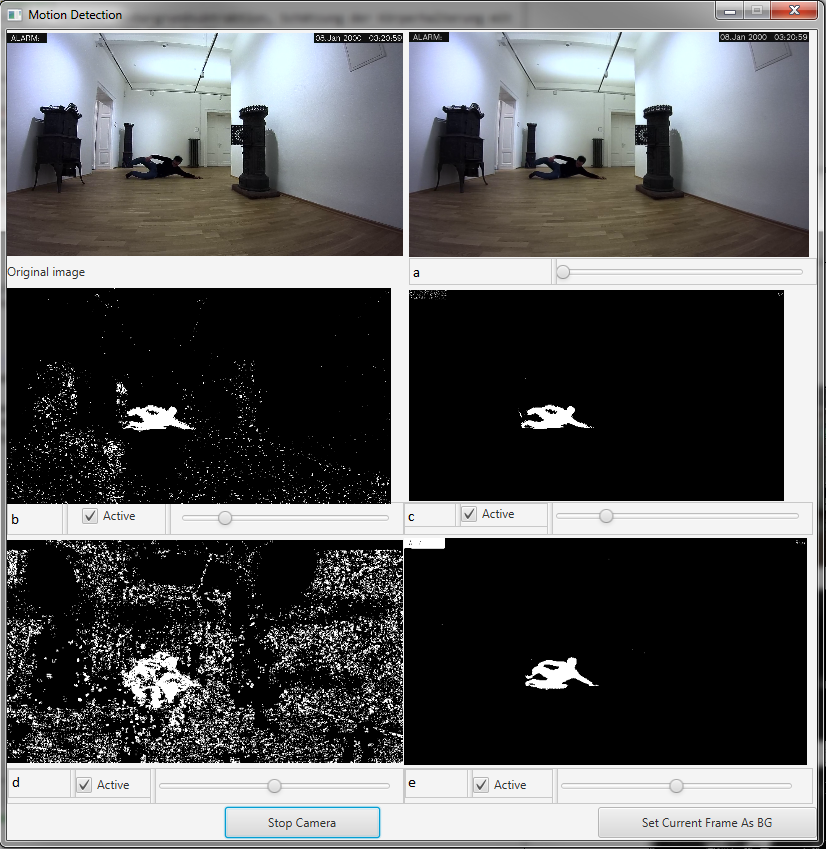 Motion Detection
ALARM:
08.Jan 2000 03:20:59
ALARM:
08.Jan 2000 03:20:59
Original image
a
b
Active
c
Active
d
Active
e
Active
Stop Camera
Set Current Frame As BG